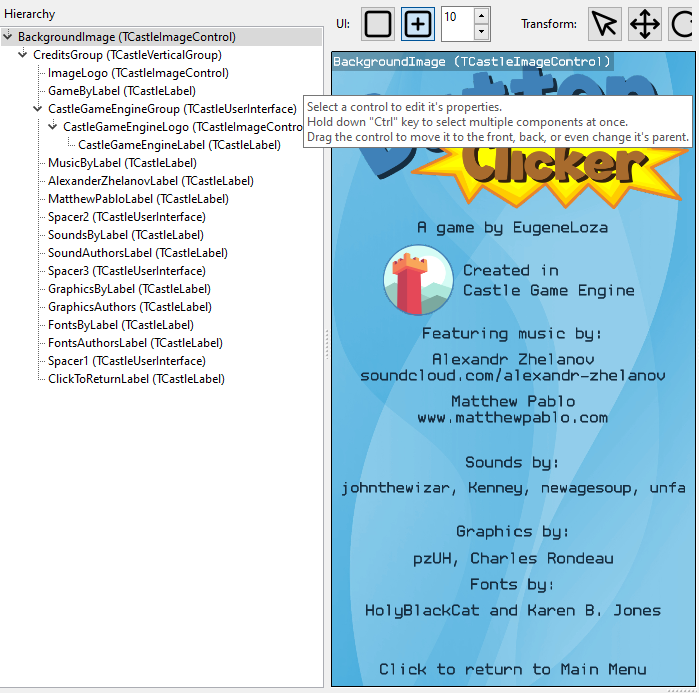 Hierarchy
BackgroundImage (TCastleImageControl)
CreditsGroup (TCastleVerticalGroup)
ImageLogo (TCastleImageControl)
GameByLabel (TCastleLabel)
CastleGameEngineGroup (TCastleUserInterface)
CastleGameEngineLogo (TCastleImageContro
CastleGameEngineLabel (TCastleLabel)
MusicByLabel (TCastleLabel)
AlexanderZhelanovLabel (TCastleLabel)
MatthewPabloLabel (TCastleLabel)
Spacer2 (TCastleUserInterface)
SoundsByLabel (TCastleLabel)
SoundAuthorsLabel (TCastleLabel)
Spacer3 (TCastleUserInterface)
GraphicsByLabel (TCastleLabel)
GraphicsAuthors (TCastleLabel)
FontsByLabel (TCastleLabel)
FontsAuthorsLabel (TCastleLabel)
Spacer1 (TCastleUserInterface)
ClickToReturnLabel (TCastleLabel)
UI: 10 Transform:
BackgroundImage (TCastleImageControl)
Select a control to edit it's properties.
Hold down "Ctrl" key to select multiple components at once.
Drag the control to move it to the front, back, or even change it's parent.
Clicker
A game by EugeneLoza
Created in
Castle Game Engine
Featuring music by:
Alexandr Zhelanov
soundcloud.com/alexandr-zhelanov
Matthew Pablo
www.matthewpablo.com
Sounds by:
johnthewizar, Kenney, newagesoup, unfa
Graphics by:
pzUH, Charles Rondeau
Fonts by:
HolyBlackCat and Karen B. Jones
Click to return to Main Menu